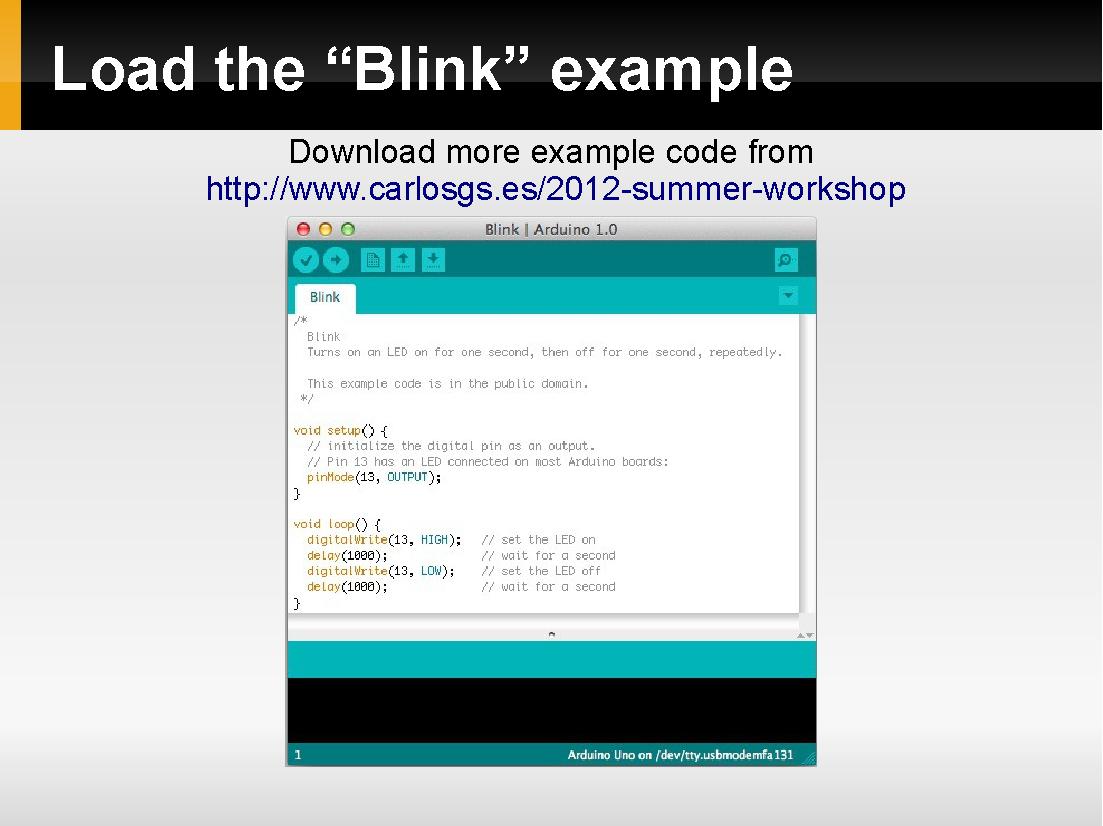 Load the “Blink” example
Download more example code from
http://www.carlosgs.es/2012-summer-workshop
Blink | Arduino 1.0
Blink
/*
  Blink
  Turns on an LED on for one second, then off for one second, repeatedly.

  This example code is in the public domain.
 */

void setup() {
  // initialize the digital pin as an output.
  // Pin 13 has an LED connected on most Arduino boards:
  pinMode(13, OUTPUT);
}

void loop() {
  digitalWrite(13, HIGH);   // set the LED on
  delay(1000);              // wait for a second
  digitalWrite(13, LOW);    // set the LED off
  delay(1000);              // wait for a second
}
1 Arduino Uno on /dev/tty.usbmodemfa131